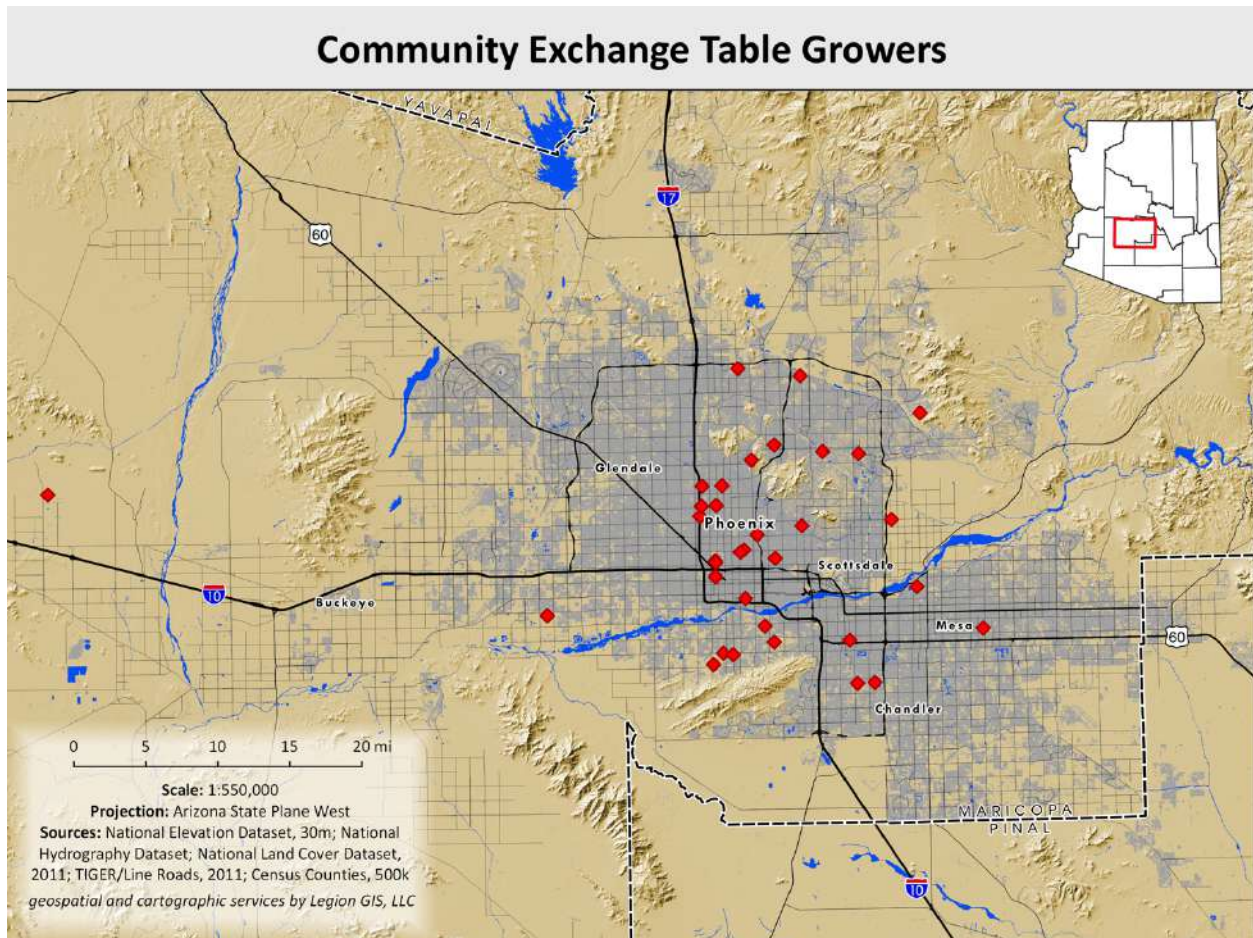 Community Exchange Table Growers
YAVAPAI
17
60
Glendale
Phoenix
Scottsdale
10
Buckeye
Mesa
60
Chandler
0 5 10 15 20 mi
Scale: 1:550,000
Projection: Arizona State Plane West
Sources: National Elevation Dataset, 30m; National
Hydrography Dataset; National Land Cover Dataset,
2011; TIGER/Line Roads, 2011; Census Counties, 500k
geospatial and cartographic services by Legion GIS, LLC
MARICOPA
PINAL
10